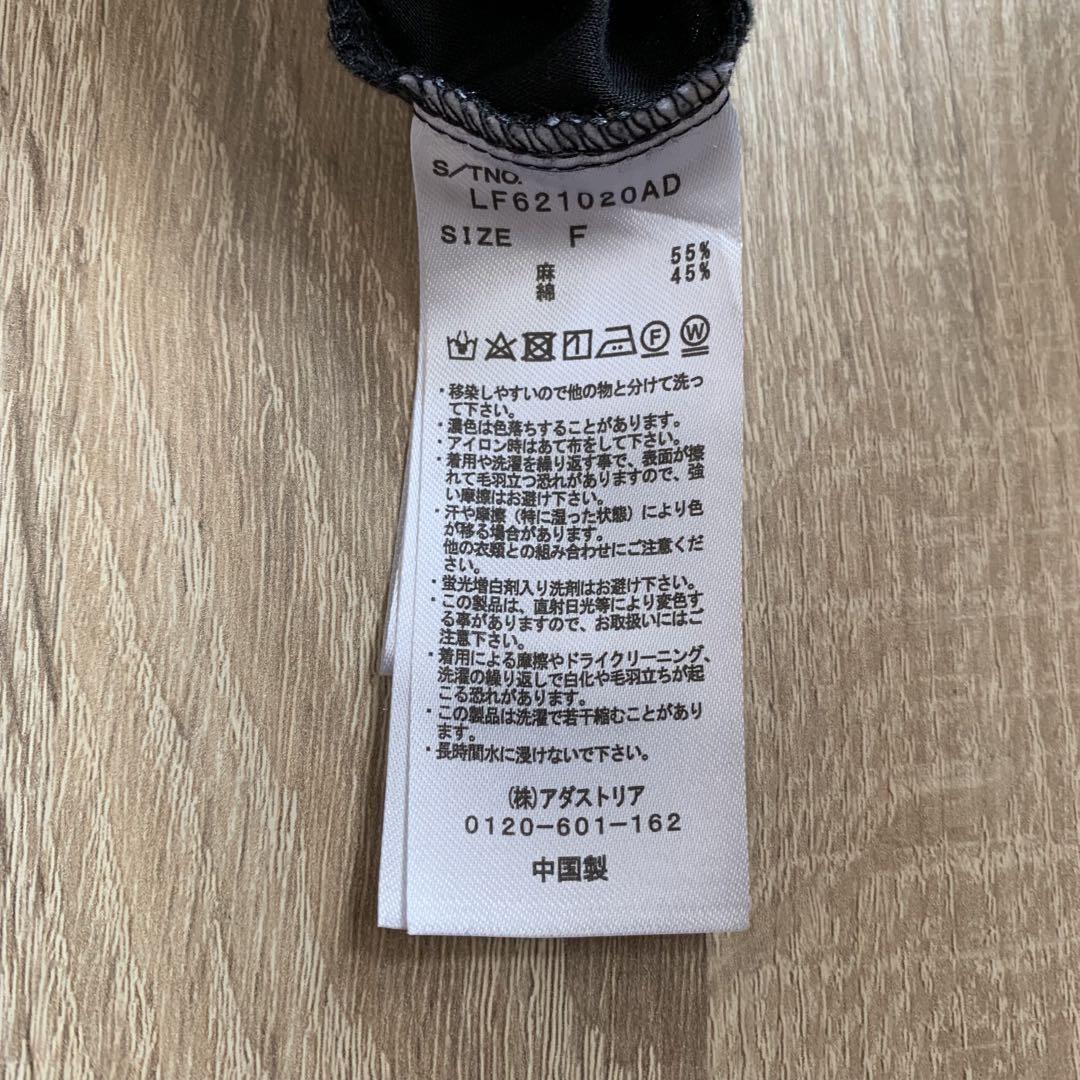 S/TNO.
LF621020AD
SIZE F
麻 55%
綿 45%
F W
・移染しやすいので他の物と分けて洗っ
て下さい。
・濃色は色落ちすることがあります。
・アイロン時はあて布をして下さい。
・着用や洗濯を繰り返す事で、表面が擦
れて毛羽立つ恐れがありますので、強
い摩擦はお避け下さい。
・汗や摩擦（特に湿った状態）により色
が移る場合があります。
他の衣類との組み合わせにご注意くだ
さい。
・蛍光増白剤入り洗剤はお避け下さい。
・この製品は、直射日光等により変色す
る事がありますので、お取扱いにはご
注意下さい。
・着用による摩擦やドライクリーニング、
洗濯の繰り返しで白化や毛羽立ちが起
こる恐れがあります。
・この製品は洗濯で若干縮むことがあり
ます。
・長時間水に浸けないで下さい。
(株)アダストリア
0120-601-162
中国製